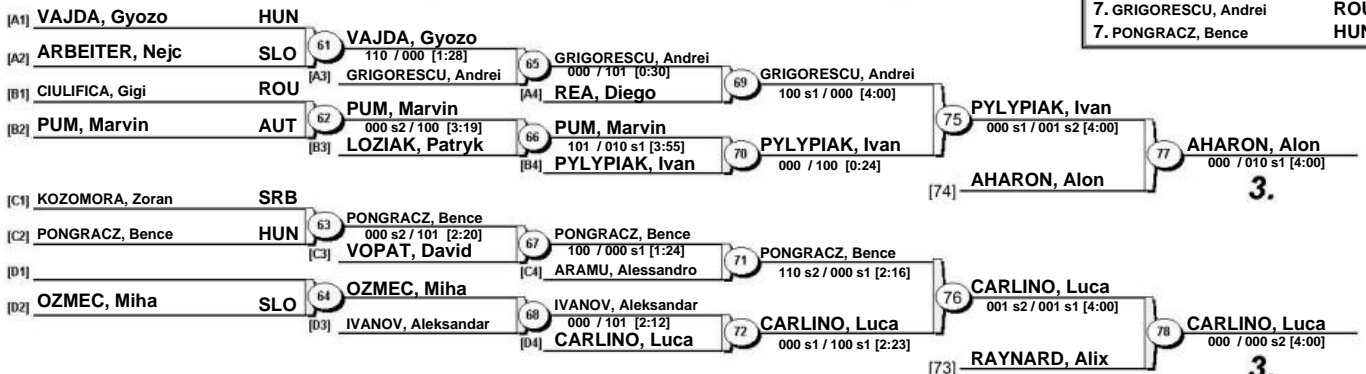 7. GRIGORESCU, Andrei ROU
7. PONGRACZ, Bence HUN
[A1] VAJDA, Gyozo HUN
[A2] ARBEITER, Nejc SLO
61 VAJDA, Gyozo
110 / 000 [1:28]
[A3] GRIGORESCU, Andrei
65 GRIGORESCU, Andrei
000 / 101 [0:30]
[A4] REA, Diego
69 GRIGORESCU, Andrei
100 s1 / 000 [4:00]
[B1] CIULIFICA, Gigi ROU
[B2] PUM, Marvin AUT
62 PUM, Marvin
000 s2 / 100 [3:19]
[B3] LOZIAK, Patryk
66 PUM, Marvin
101 / 010 s1 [3:55]
[B4] PYLYPIAK, Ivan
70 PYLYPIAK, Ivan
000 / 100 [0:24]
75 PYLYPIAK, Ivan
000 s1 / 001 s2 [4:00]
[74] AHARON, Alon
77 AHARON, Alon
000 / 010 s1 [4:00]
3.
[C1] KOZOMORA, Zoran SRB
[C2] PONGRACZ, Bence HUN
63 PONGRACZ, Bence
000 s2 / 101 [2:20]
[C3] VOPAT, David
67 PONGRACZ, Bence
100 / 000 s1 [1:24]
[C4] ARAMU, Alessandro
71 PONGRACZ, Bence
110 s2 / 000 s1 [2:16]
[D1]
[D2] OZMEC, Miha SLO
64 OZMEC, Miha
[D3] IVANOV, Aleksandar
68 IVANOV, Aleksandar
000 / 101 [2:12]
[D4] CARLINO, Luca
72 CARLINO, Luca
000 s1 / 100 s1 [2:23]
76 CARLINO, Luca
001 s2 / 001 s1 [4:00]
[73] RAYNARD, Alix
78 CARLINO, Luca
000 / 000 s2 [4:00]
3.